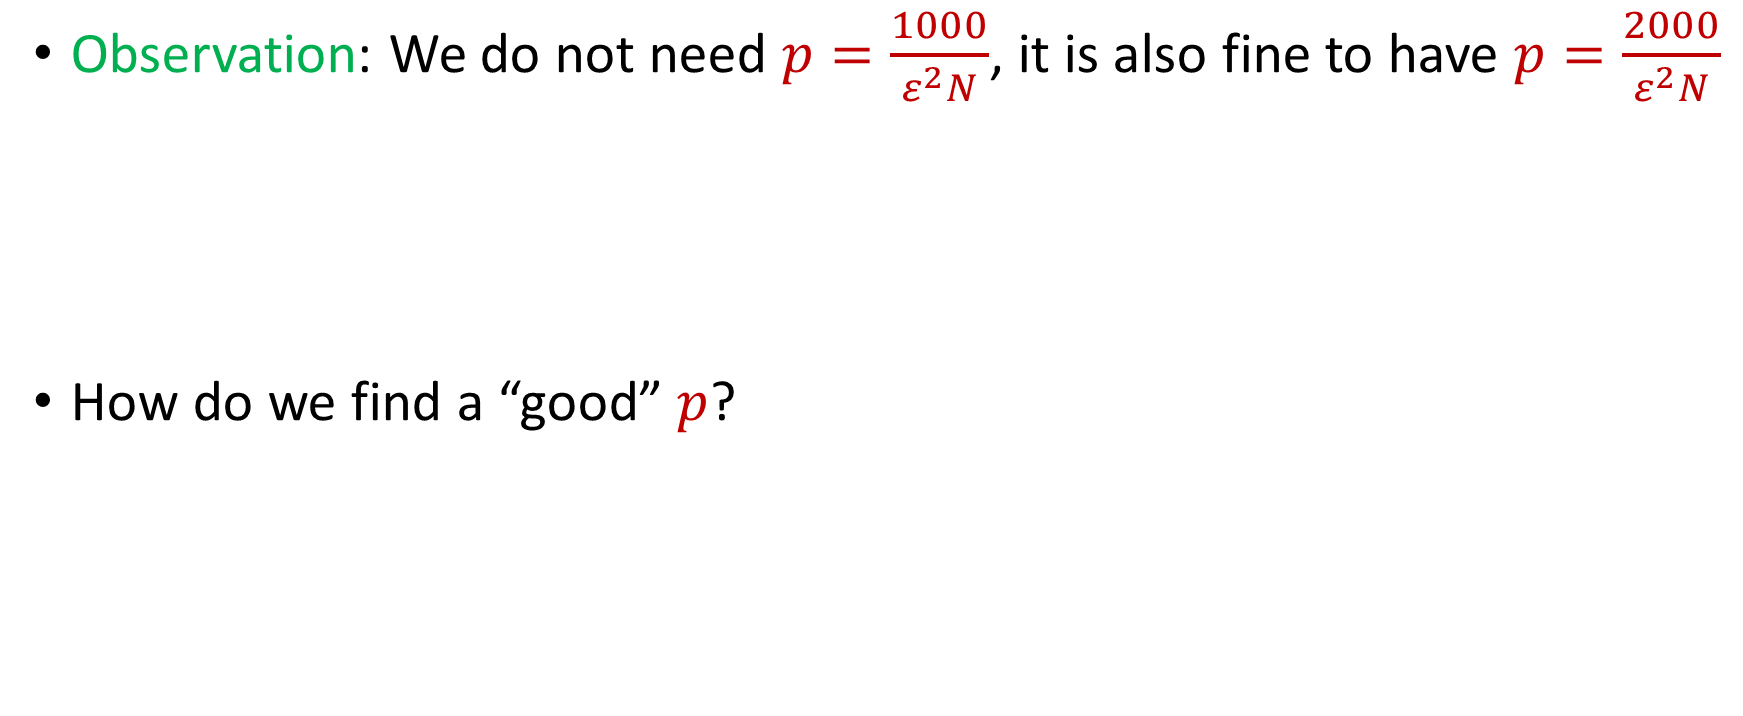 • Observation: We do not need p = 1000/(ε²N), it is also fine to have p = 2000/(ε²N)
• How do we find a “good” p?